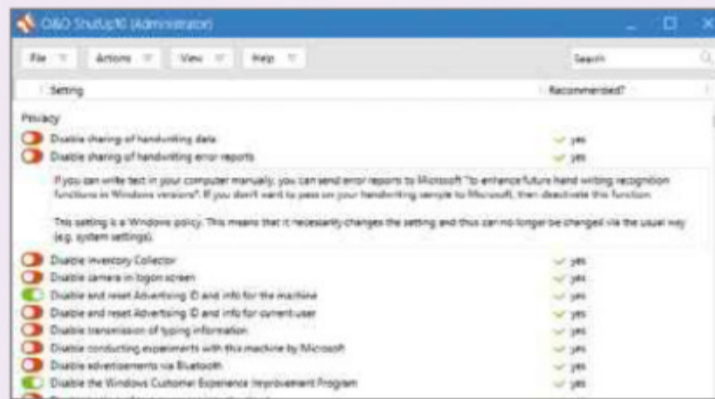 O&O ShutUp10 (Administrator)
File Actions View Help Search
Setting Recommended?
Privacy
Disable sharing of handwriting data yes
Disable sharing of handwriting error reports yes
If you can write text in your computer manually, you can send error reports to Microsoft "to enhance future hand writing recognition
functions in Windows versions". If you don't want to pass on your handwriting sample to Microsoft, then deactivate this function.
This setting is a Windows policy. This means that it necessarily changes the setting and thus can no longer be changed via the usual way
(e.g. system settings).
Disable Inventory Collector yes
Disable camera in logon screen yes
Disable and reset Advertising ID and info for the machine yes
Disable and reset Advertising ID and info for current user yes
Disable transmission of typing information yes
Disable conducting experiments with this machine by Microsoft yes
Disable advertisements via Bluetooth yes
Disable the Windows Customer Experience Improvement Program yes